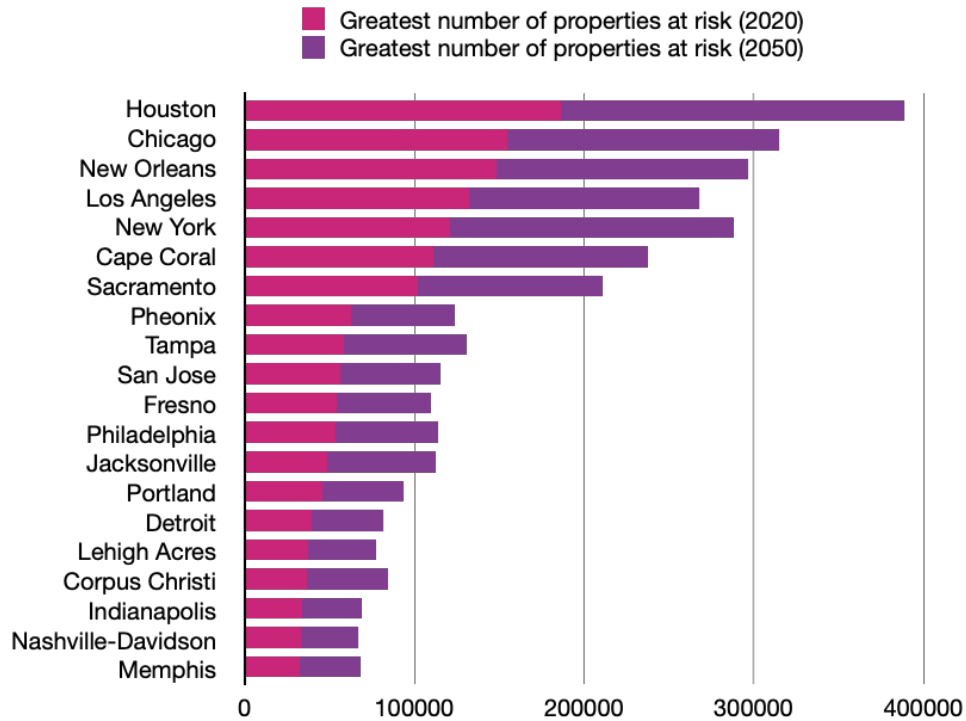 Greatest number of properties at risk (2020)
Greatest number of properties at risk (2050)
Houston
Chicago
New Orleans
Los Angeles
New York
Cape Coral
Sacramento
Pheonix
Tampa
San Jose
Fresno
Philadelphia
Jacksonville
Portland
Detroit
Lehigh Acres
Corpus Christi
Indianapolis
Nashville-Davidson
Memphis
0 100000 200000 300000 400000